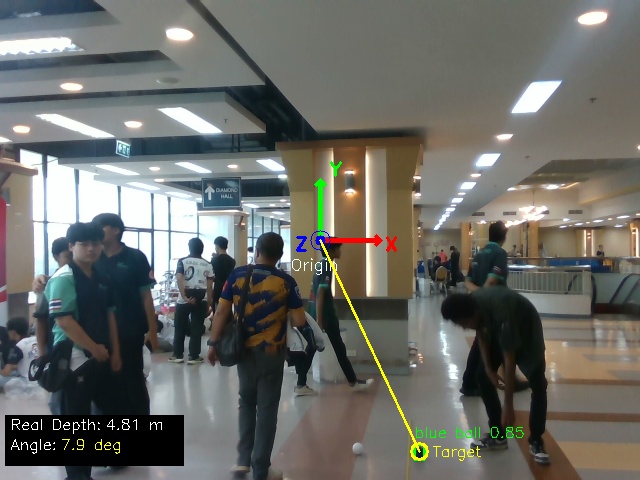 DIAMOND
HALL
Y
Z
X
Origin
blue ball 0.85
Target
Real Depth: 4.81 m
Angle: 7.9 deg